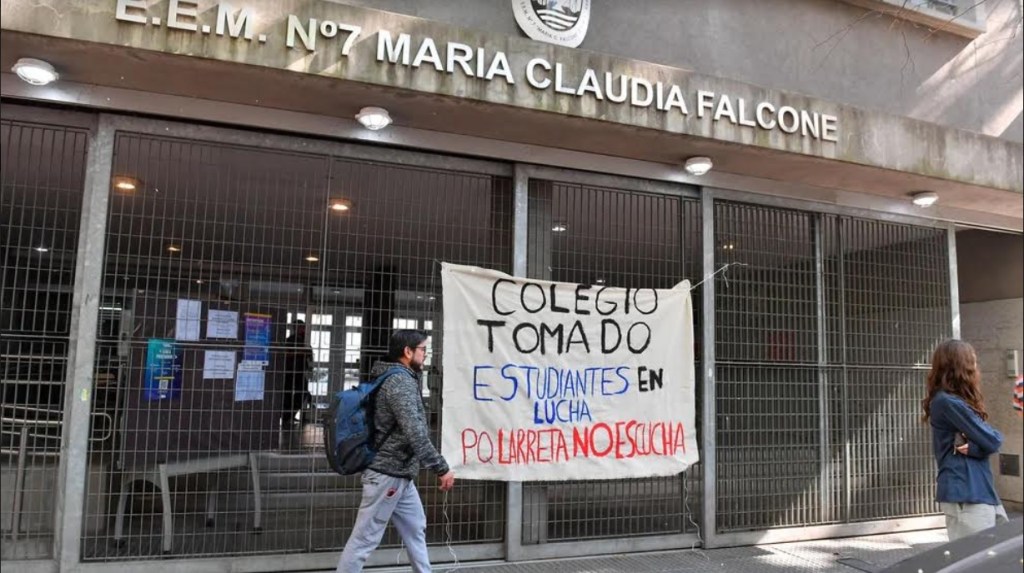 E.E.M. Nº7 MARIA CLAUDIA FALCONE
COLEGIO
TOMADO
ESTUDIANTES EN
LUCHA
PQ LARRETA NO ESCUCHA